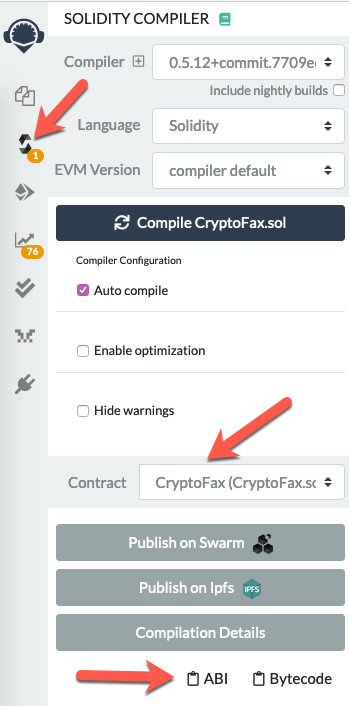 SOLIDITY COMPILER
Compiler 0.5.12+commit.7709e
Include nightly builds
1
Language Solidity
EVM Version compiler default
76
Compile CryptoFax.sol
Compiler Configuration
Auto compile
Enable optimization
Hide warnings
Contract CryptoFax (CryptoFax.so
Publish on Swarm
Publish on Ipfs IPFS
Compilation Details
ABI Bytecode